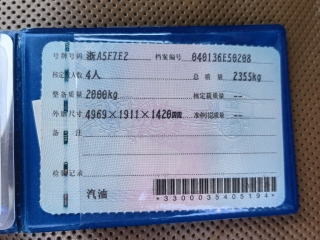 号牌号码 浙A5F7E2 档案编号 040136E50208
核定载人数 4人 总质量 2355kg
整备质量 2000kg 核定载质量 --
外廓尺寸 4969×1911×1420mm 准牵引总质量 --
备注
检验记录
汽油
*3300035405194*